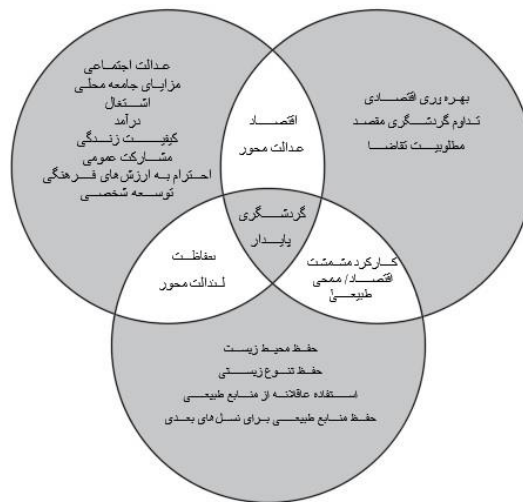 عدالت اجتماعی
مزایای جامعه محلی
اشتغال
درآمد
کیفیت زندگی
مشارکت عمومی
احترام به ارزش‌های فرهنگی
توسعه شخصی
اقتصاد
عدالت محور
بهره وری اقتصادی
تداوم گردشگری مقصد
مطلوبیت تقاضا
گردشگری
پایدار
حفاظت
محور
کارکرد
اقتصاد/
طبیعی
حفظ محیط زیست
حفظ تنوع زیستی
استفاده عاقلانه از منابع طبیعی
حفظ منابع طبیعی برای نسل‌های بعدی